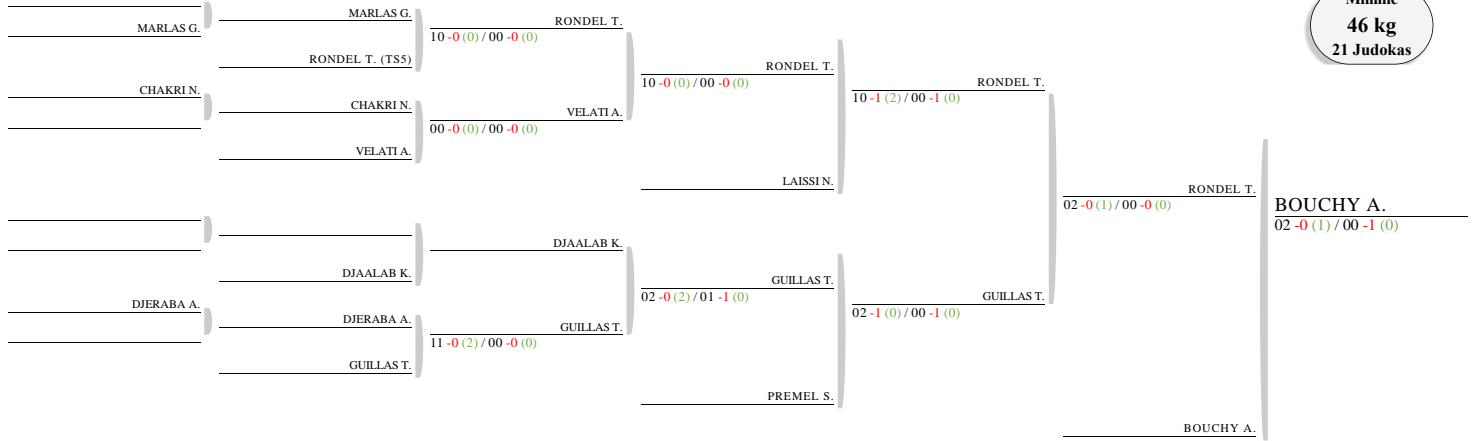 Minime
46 kg
21 Judokas
MARLAS G.
MARLAS G.
RONDEL T. (TS5)
CHAKRI N.
CHAKRI N.
VELATI A.
DJAALAB K.
DJERABA A.
DJERABA A.
GUILLAS T.
RONDEL T.
10 -0 (0) / 00 -0 (0)
VELATI A.
00 -0 (0) / 00 -0 (0)
DJAALAB K.
GUILLAS T.
11 -0 (2) / 00 -0 (0)
RONDEL T.
10 -0 (0) / 00 -0 (0)
LAISSI N.
GUILLAS T.
02 -0 (2) / 01 -1 (0)
PREMEL S.
RONDEL T.
10 -1 (2) / 00 -1 (0)
GUILLAS T.
02 -1 (0) / 00 -1 (0)
RONDEL T.
02 -0 (1) / 00 -0 (0)
BOUCHY A.
BOUCHY A.
02 -0 (1) / 00 -1 (0)